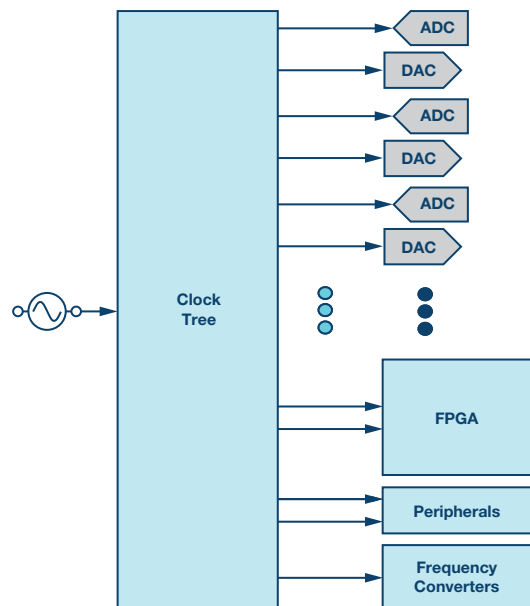 ADC
DAC
ADC
DAC
ADC
DAC
Clock
Tree
FPGA
Peripherals
Frequency
Converters